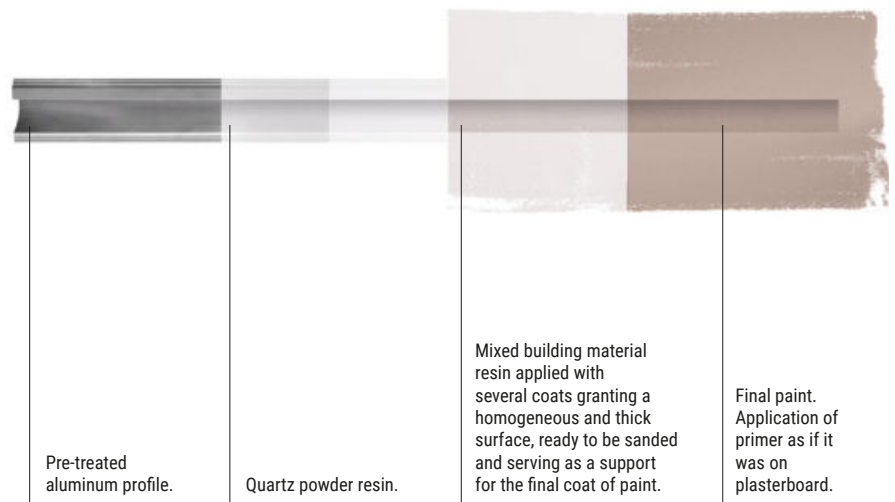 Pre-treated
aluminum profile.
Quartz powder resin.
Mixed building material
resin applied with
several coats granting a
homogeneous and thick
surface, ready to be sanded
and serving as a support
for the final coat of paint.
Final paint.
Application of
primer as if it
was on
plasterboard.